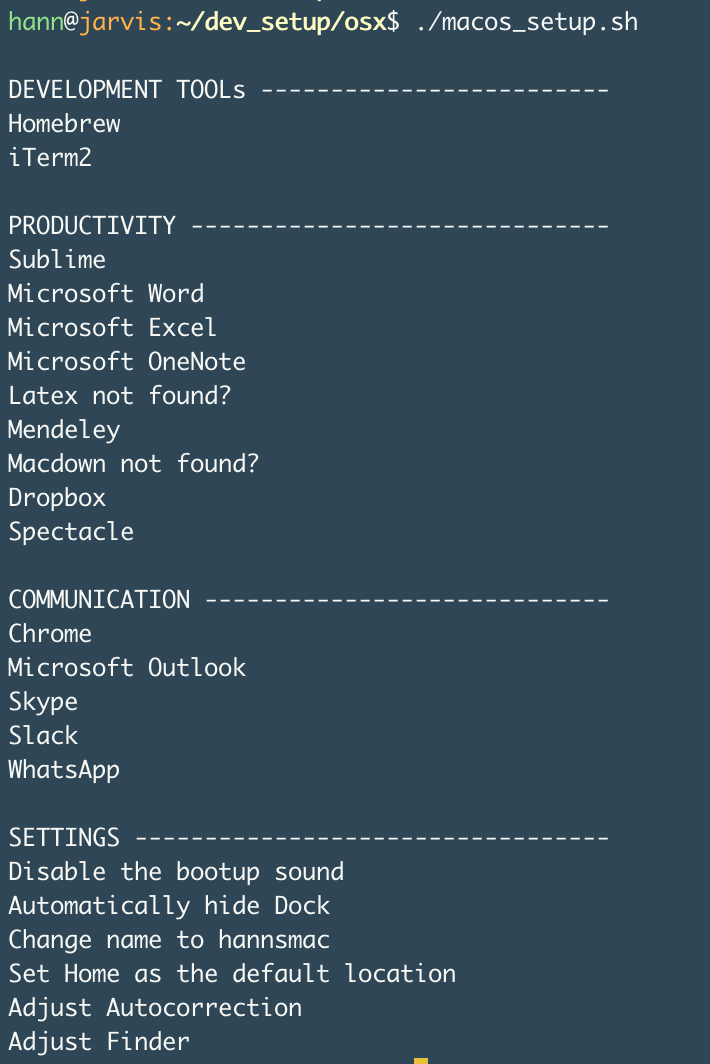 hann@jarvis:~/dev_setup/osx$ ./macos_setup.sh
DEVELOPMENT TOOLs -------------------------
Homebrew
iTerm2
PRODUCTIVITY ------------------------------
Sublime
Microsoft Word
Microsoft Excel
Microsoft OneNote
Latex not found?
Mendeley
Macdown not found?
Dropbox
Spectacle
COMMUNICATION -----------------------------
Chrome
Microsoft Outlook
Skype
Slack
WhatsApp
SETTINGS ----------------------------------
Disable the bootup sound
Automatically hide Dock
Change name to hannsmac
Set Home as the default location
Adjust Autocorrection
Adjust Finder